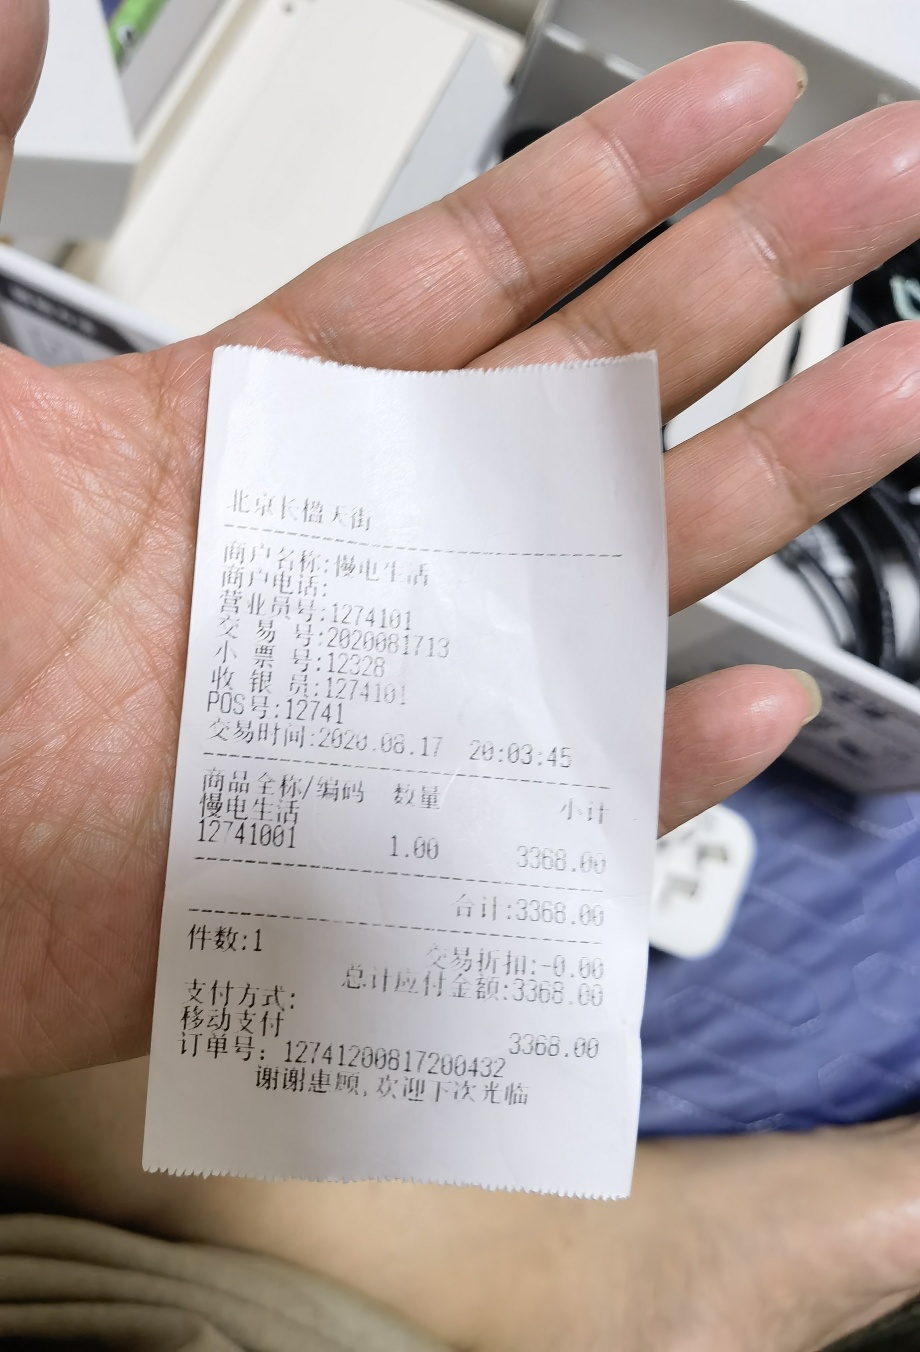 北京长楹天街
商户名称:慢电生活
商户电话:
营业员号:1274101
交 易 号:2020081713
小 票 号:12328
收 银 员:1274101
POS号:12741
交易时间:2020.08.17 20:03:45
商品全称/编码 数量 小计
慢电生活
12741001 1.00 3368.00
合计:3368.00
件数:1
交易折扣:-0.00
总计应付金额:3368.00
支付方式:
移动支付 3368.00
订单号: 12741200817200432
谢谢惠顾,欢迎下次光临